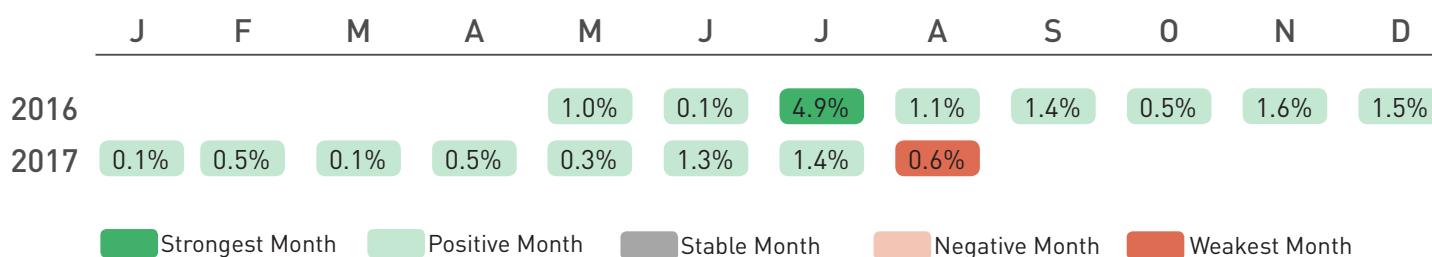 J F M A M J J A S O N D
2016 1.0% 0.1% 4.9% 1.1% 1.4% 0.5% 1.6% 1.5%
2017 0.1% 0.5% 0.1% 0.5% 0.3% 1.3% 1.4% 0.6%
Strongest Month Positive Month Stable Month Negative Month Weakest Month